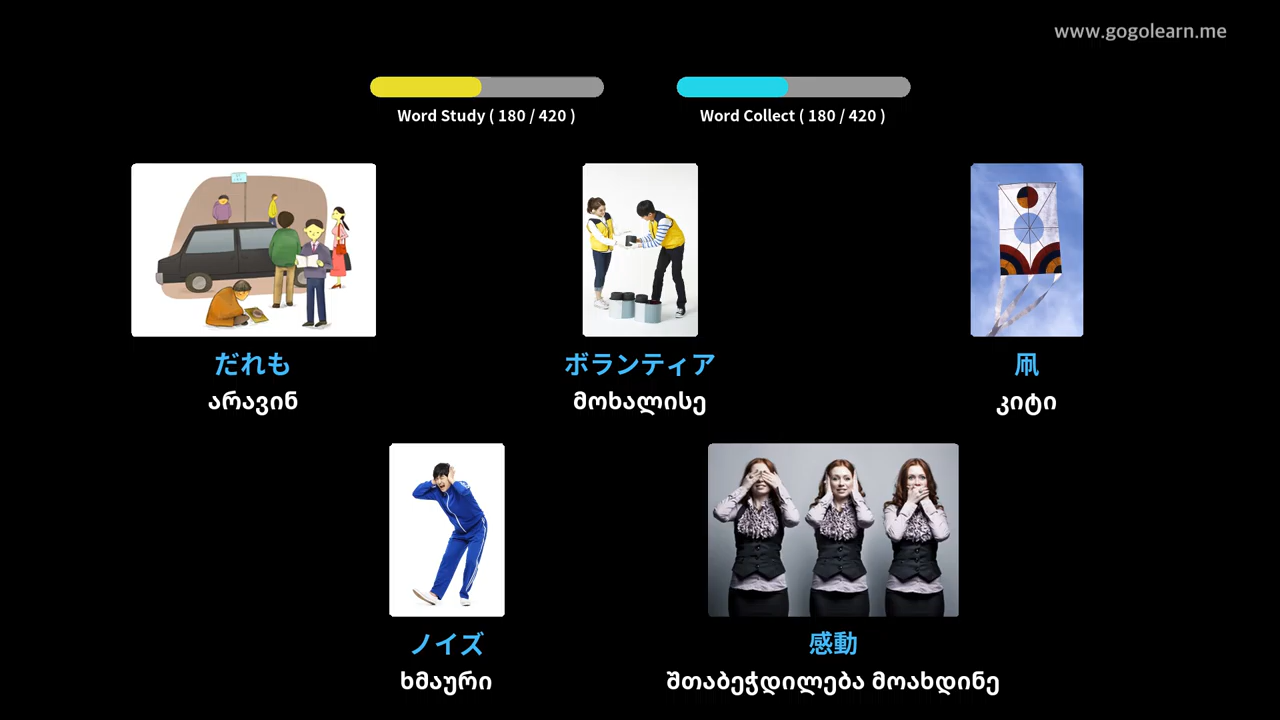 www.gogolearn.me
Word Study ( 180 / 420 )
Word Collect ( 180 / 420 )
だれも
არავინ
ボランティア
მოხალისე
凧
კიტი
ノイズ
ხმაური
感動
შთაბეჭდილება მოახდინე